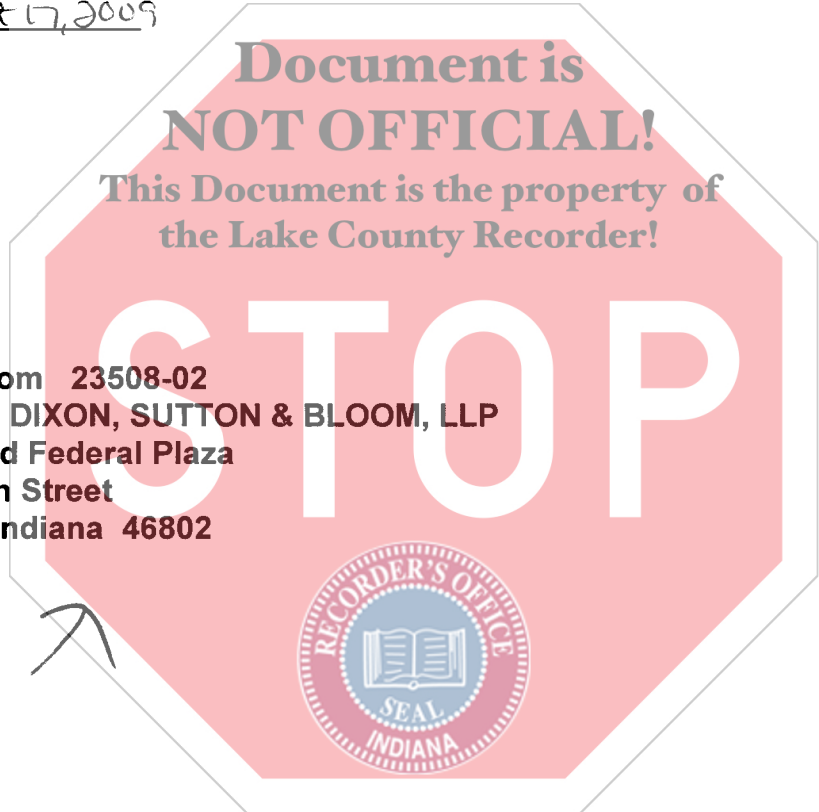 17, 2009
Document is
NOT OFFICIAL!
This Document is the property of
the Lake County Recorder!
STOP
om 23508-02
DIXON, SUTTON & BLOOM, LLP
d Federal Plaza
n Street
ndiana 46802
RECORDER'S OFFICE
SEAL
INDIANA